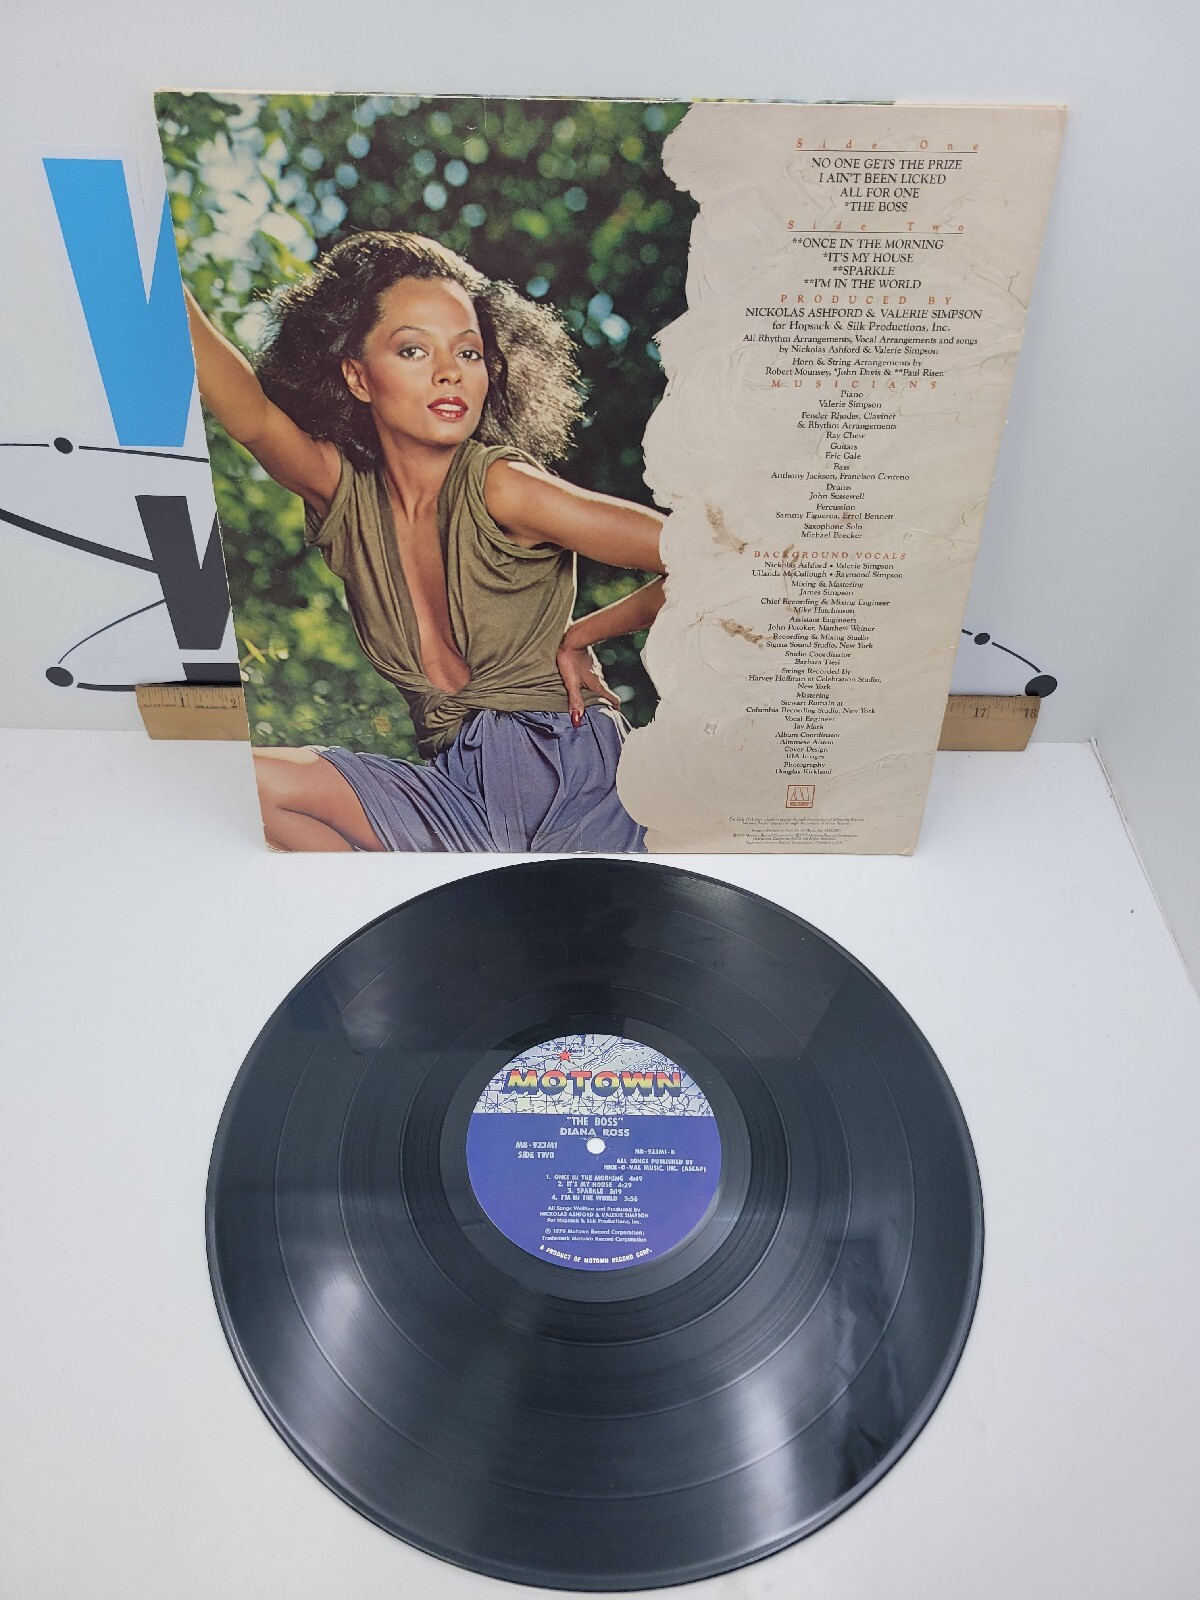 Side One
NO ONE GETS THE PRIZE
I AIN'T BEEN LICKED
ALL FOR ONE
*THE BOSS
Side Two
**ONCE IN THE MORNING
*IT'S MY HOUSE
**SPARKLE
**I'M IN THE WORLD
PRODUCED BY
NICKOLAS ASHFORD & VALERIE SIMPSON
for Hopsack & Silk Productions, Inc.
All Rhythm Arrangements, Vocal Arrangements and songs
by Nickolas Ashford & Valerie Simpson
Horn & String Arrangements by
Robert Mounsey, *John Davis & **Paul Riser.
MUSICIANS
Piano
Valerie Simpson
Fender Rhodes, Clavinet
& Rhythm Arrangements
Ray Chew
Guitars
Eric Gale
Bass
Anthony Jackson, Francisco Centeno
Drums
John Sussewell
Percussion
Sammy Figueroa, Errol Bennett
Saxophone Solo
Michael Brecker
BACKGROUND VOCALS
Nickolas Ashford • Valerie Simpson
Ullanda McCullough • Raymond Simpson
Mixing & Mastering
James Simpson
Chief Recording & Mixing Engineer
Mike Hutchinson
Assistant Engineers
John Potoker, Matthew Weiner
Recording & Mixing Studio
Sigma Sound Studio, New York
Studio Coordinator
Barbara Tiesi
Strings Recorded By
Harvey Hoffman at Celebration Studio,
New York
Mastering
Stewart Romain at
Columbia Recording Studio, New York
Vocal Engineer
Jay Mark
Album Coordinator
Altamese Alston
Cover Design
RIA Images
Photography
Douglas Kirkland
1 2
17 18
MOTOWN
"THE BOSS"
DIANA ROSS
M8-923M1
SIDE TWO
M8-923M1-B
ALL SONGS PUBLISHED BY
NICK-O-VAL MUSIC, INC. (ASCAP)
1. ONCE IN THE MORNING 4:49
2. IT'S MY HOUSE 4:29
3. SPARKLE 5:19
4. I'M IN THE WORLD 3:56
All Songs Written and Produced by
NICKOLAS ASHFORD & VALERIE SIMPSON
For Hopsack & Silk Productions, Inc.
℗ 1979 Motown Record Corporation
Trademark Motown Record Corporation
A PRODUCT OF MOTOWN RECORD CORP.